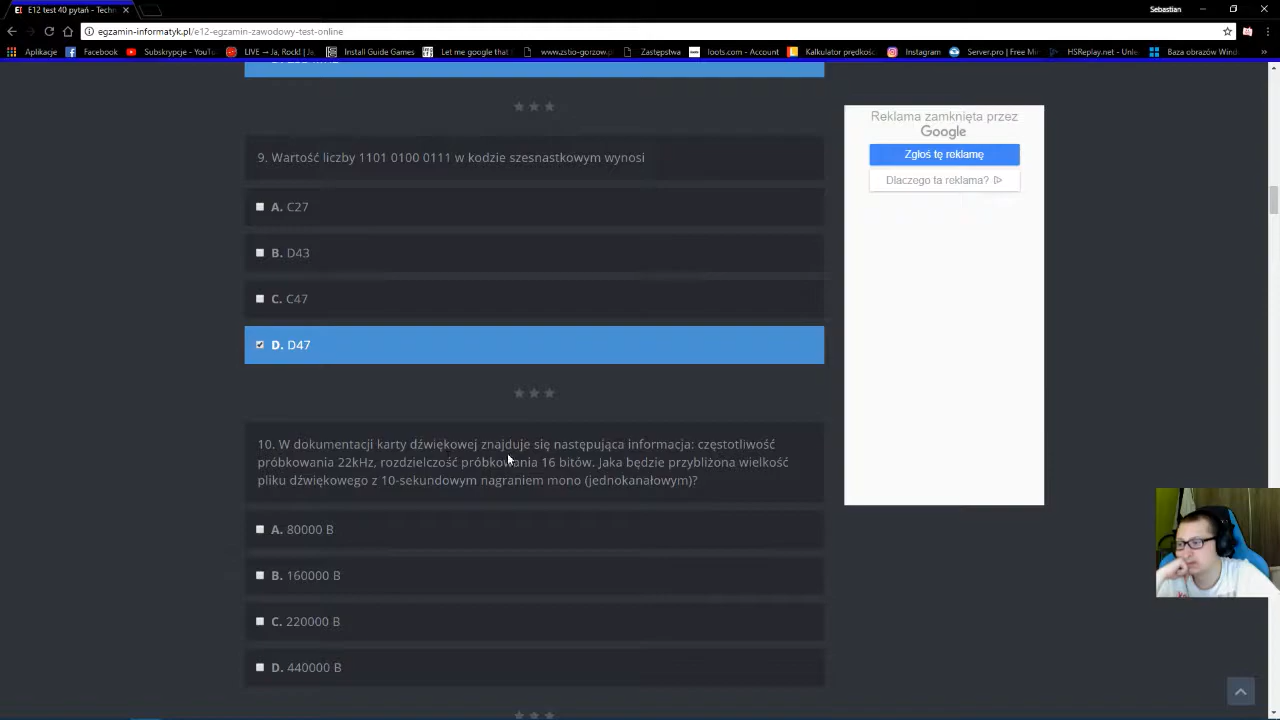 E12 test 40 pytań - Techn
Sebastian
egzamin-informatyk.pl/e12-egzamin-zawodowy-test-online
Aplikacje
Facebook
Subskrypcje - YouTu
LIVE → Ja, Rock! | Ja
Install Guide Games
Let me google that f
www.zstio-gorzow.p
Zastępstwa
loots.com - Account
Kalkulator prędkośc
Instagram
Server.pro | Free Min
HSReplay.net - Unle
Baza obrazów Wind
»
Reklama zamknięta przez
Google
Zgłoś tę reklamę
Dlaczego ta reklama?
9. Wartość liczby 1101 0100 0111 w kodzie szesnastkowym wynosi
A. C27
B. D43
C. C47
D. D47
10. W dokumentacji karty dźwiękowej znajduje się następująca informacja: częstotliwość
próbkowania 22kHz, rozdzielczość próbkowania 16 bitów. Jaka będzie przybliżona wielkość
pliku dźwiękowego z 10-sekundowym nagraniem mono (jednokanałowym)?
A. 80000 B
B. 160000 B
C. 220000 B
D. 440000 B